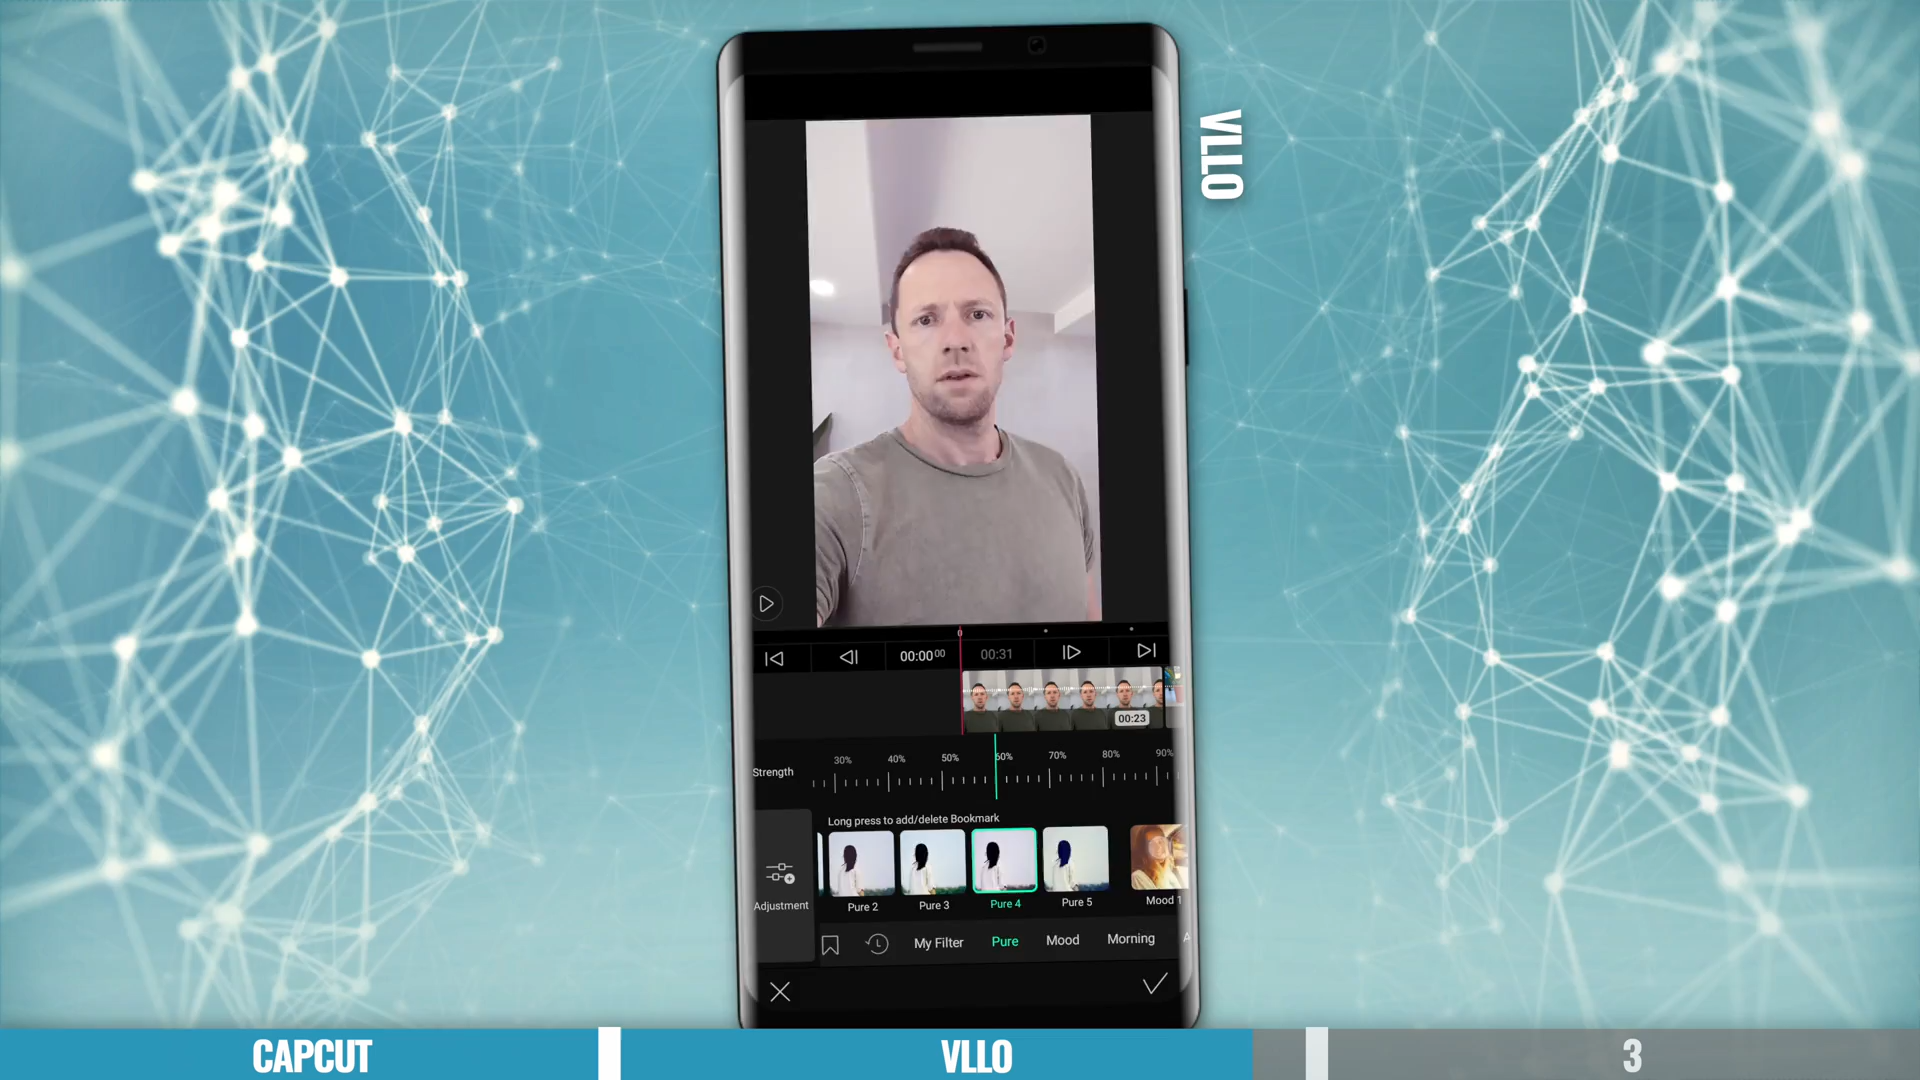 VLLO
0
00:00 00
00:31
00:23
Strength
30% 40% 50% 60% 70% 80% 90%
Long press to add/delete Bookmark
Adjustment
Pure 2 Pure 3 Pure 4 Pure 5 Mood 1
My Filter Pure Mood Morning A
CAPCUT VLLO 3